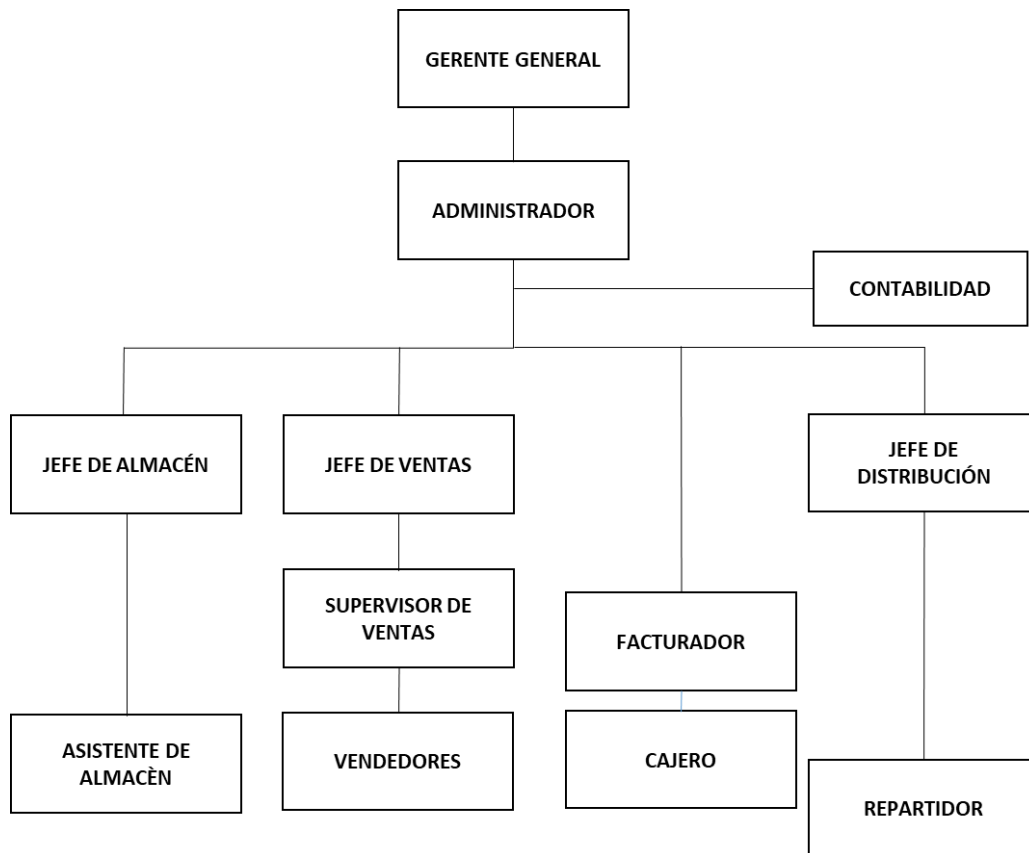 GERENTE GENERAL
ADMINISTRADOR
CONTABILIDAD
JEFE DE ALMACÉN
JEFE DE VENTAS
JEFE DE
DISTRIBUCIÓN
SUPERVISOR DE
VENTAS
FACTURADOR
ASISTENTE DE
ALMACÈN
VENDEDORES
CAJERO
REPARTIDOR